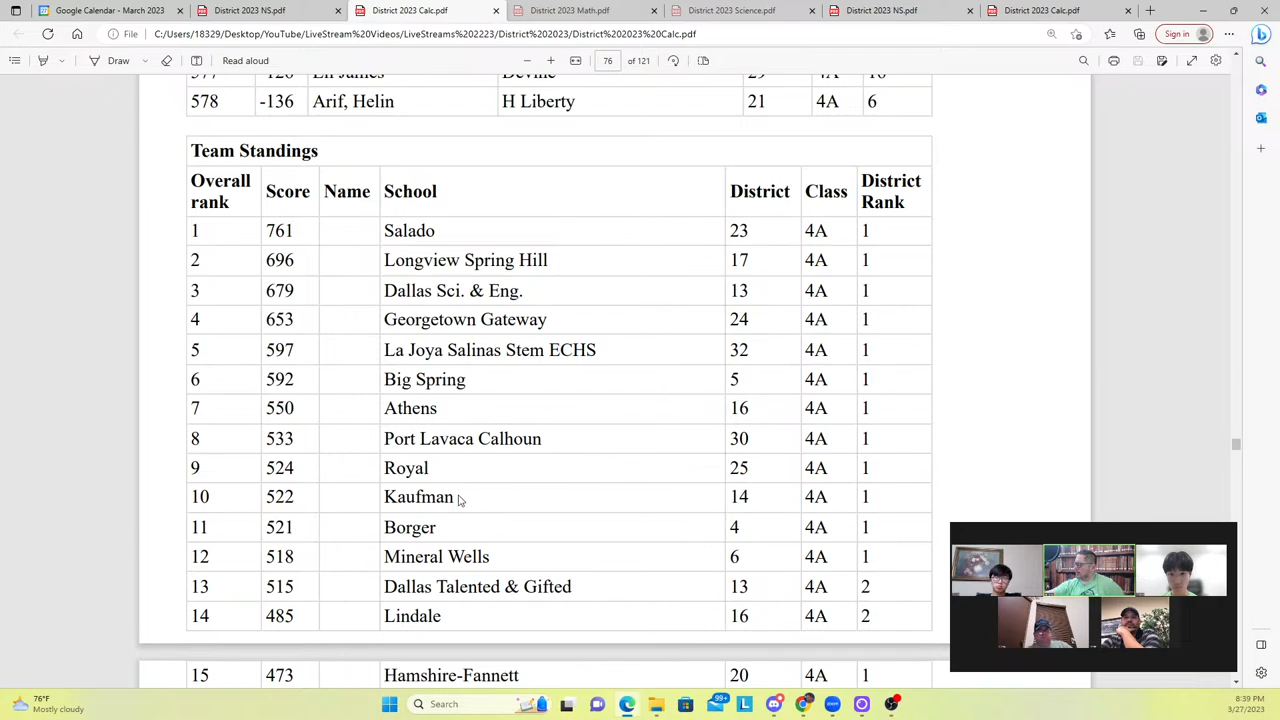 Google Calendar - March 2023
District 2023 NS.pdf
District 2023 Calc.pdf
District 2023 Math.pdf
District 2023 Science.pdf
District 2023 NS.pdf
District 2023 Calc.pdf
File
C:/Users/18329/Desktop/YouTube/LiveStream%20Videos/LiveStreams%202223/District%202023/District%202023%20Calc.pdf
Sign in
Draw
Read aloud
76
of 121
578 -136 Arif, Helin H Liberty 21 4A 6
Team Standings
Overall rank Score Name School District Class District Rank
1 761 Salado 23 4A 1
2 696 Longview Spring Hill 17 4A 1
3 679 Dallas Sci. & Eng. 13 4A 1
4 653 Georgetown Gateway 24 4A 1
5 597 La Joya Salinas Stem ECHS 32 4A 1
6 592 Big Spring 5 4A 1
7 550 Athens 16 4A 1
8 533 Port Lavaca Calhoun 30 4A 1
9 524 Royal 25 4A 1
10 522 Kaufman 14 4A 1
11 521 Borger 4 4A 1
12 518 Mineral Wells 6 4A 1
13 515 Dallas Talented & Gifted 13 4A 2
14 485 Lindale 16 4A 2
15 473 Hamshire-Fannett 20 4A 1
76°F
Mostly cloudy
Search
99+
8:39 PM
3/27/2023